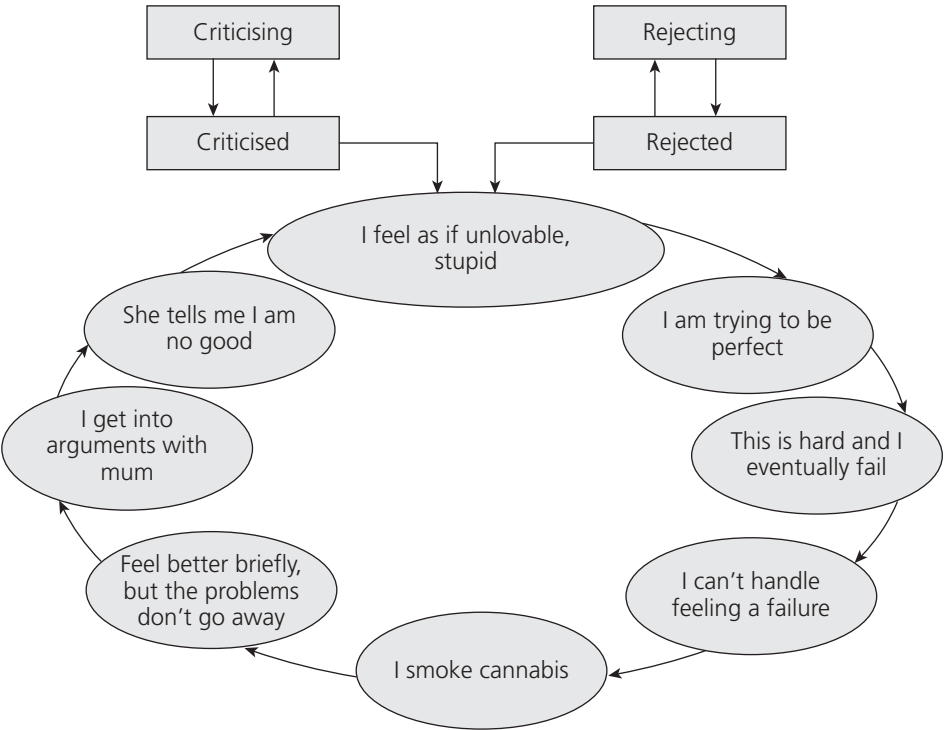 Criticising
Rejecting
Criticised
Rejected
I feel as if unlovable,
stupid
I am trying to be
perfect
This is hard and I
eventually fail
I can’t handle
feeling a failure
I smoke cannabis
Feel better briefly,
but the problems
don’t go away
I get into
arguments with
mum
She tells me I am
no good